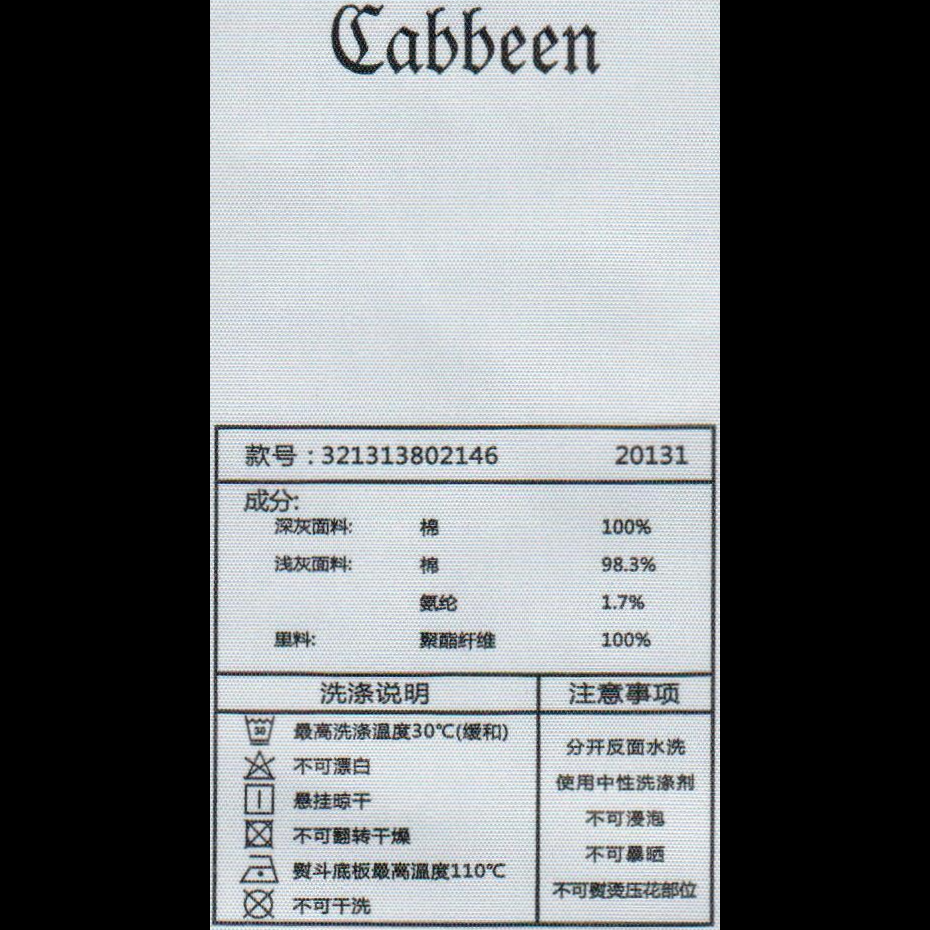 Cabbeen
款号：321313802146 20131
成分:
深灰面料: 棉 100%
浅灰面料: 棉 98.3%
氨纶 1.7%
里料: 聚酯纤维 100%
洗涤说明
30 最高洗涤温度30℃(缓和)
不可漂白
悬挂晾干
不可翻转干燥
熨斗底板最高温度110℃
不可干洗
注意事项
分开反面水洗
使用中性洗涤剂
不可浸泡
不可暴晒
不可熨烫压花部位